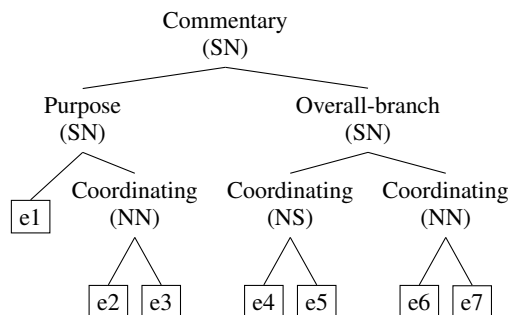 Commentary
(SN)
Purpose
(SN)
Overall-branch
(SN)
e1
Coordinating
(NN)
Coordinating
(NS)
Coordinating
(NN)
e2
e3
e4
e5
e6
e7